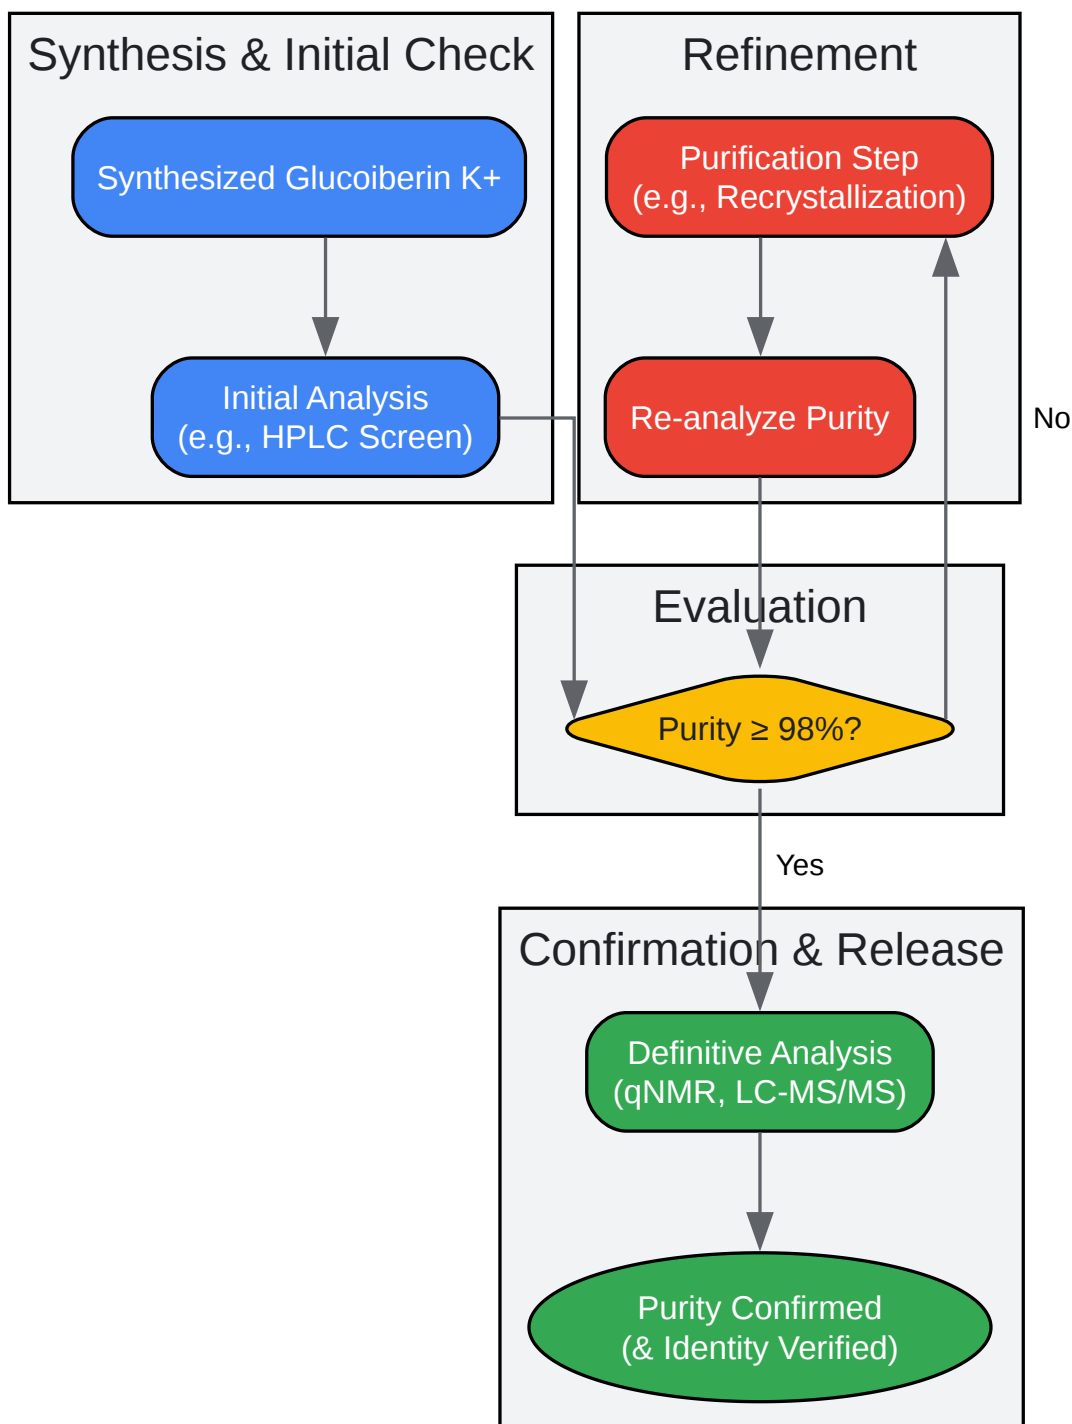 Synthesis & Initial Check
Synthesized Glucoiberin K+
Initial Analysis
(e.g., HPLC Screen)
Refinement
Purification Step
(e.g., Recrystallization)
Re-analyze Purity
No
Evaluation
Purity ≥ 98%?
Yes
Confirmation & Release
Definitive Analysis
(qNMR, LC-MS/MS)
Purity Confirmed
(& Identity Verified)